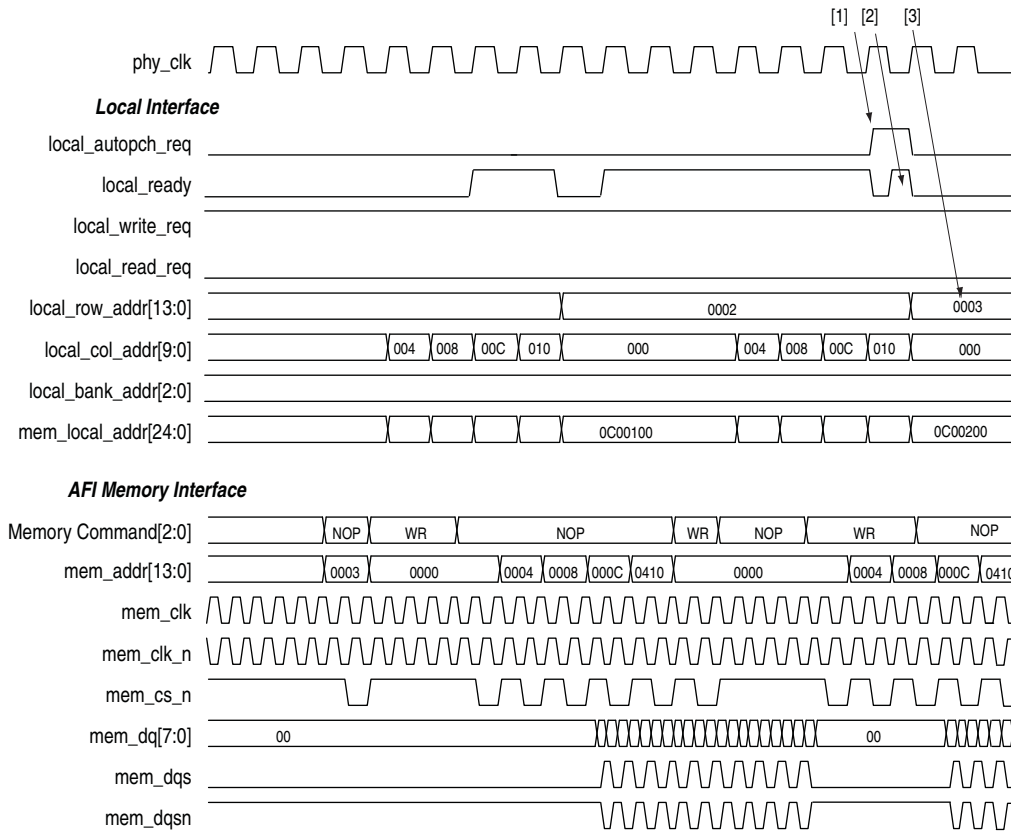 [1] [2] [3]
phy_clk
Local Interface
local_autopch_req
local_ready
local_write_req
local_read_req
local_row_addr[13:0] 0002 0003
local_col_addr[9:0] 004 008 00C 010 000 004 008 00C 010 000
local_bank_addr[2:0]
mem_local_addr[24:0] 0C00100 0C00200
AFI Memory Interface
Memory Command[2:0] NOP WR NOP WR NOP WR NOP
mem_addr[13:0] 0003 0000 0004 0008 000C 0410 0000 0004 0008 000C 0410
mem_clk
mem_clk_n
mem_cs_n
mem_dq[7:0] 00 00
mem_dqs
mem_dqsn